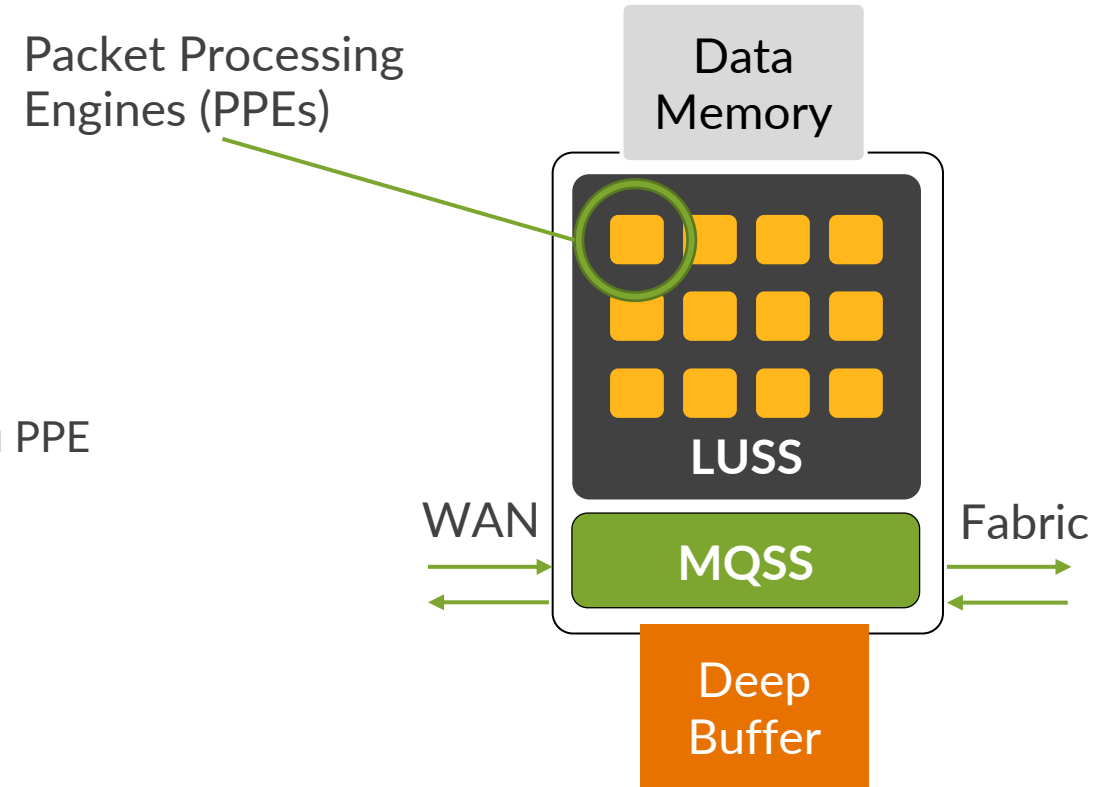 Packet Processing
Engines (PPEs)
Data
Memory
PPE
LUSS
WAN
Fabric
MQSS
Deep
Buffer